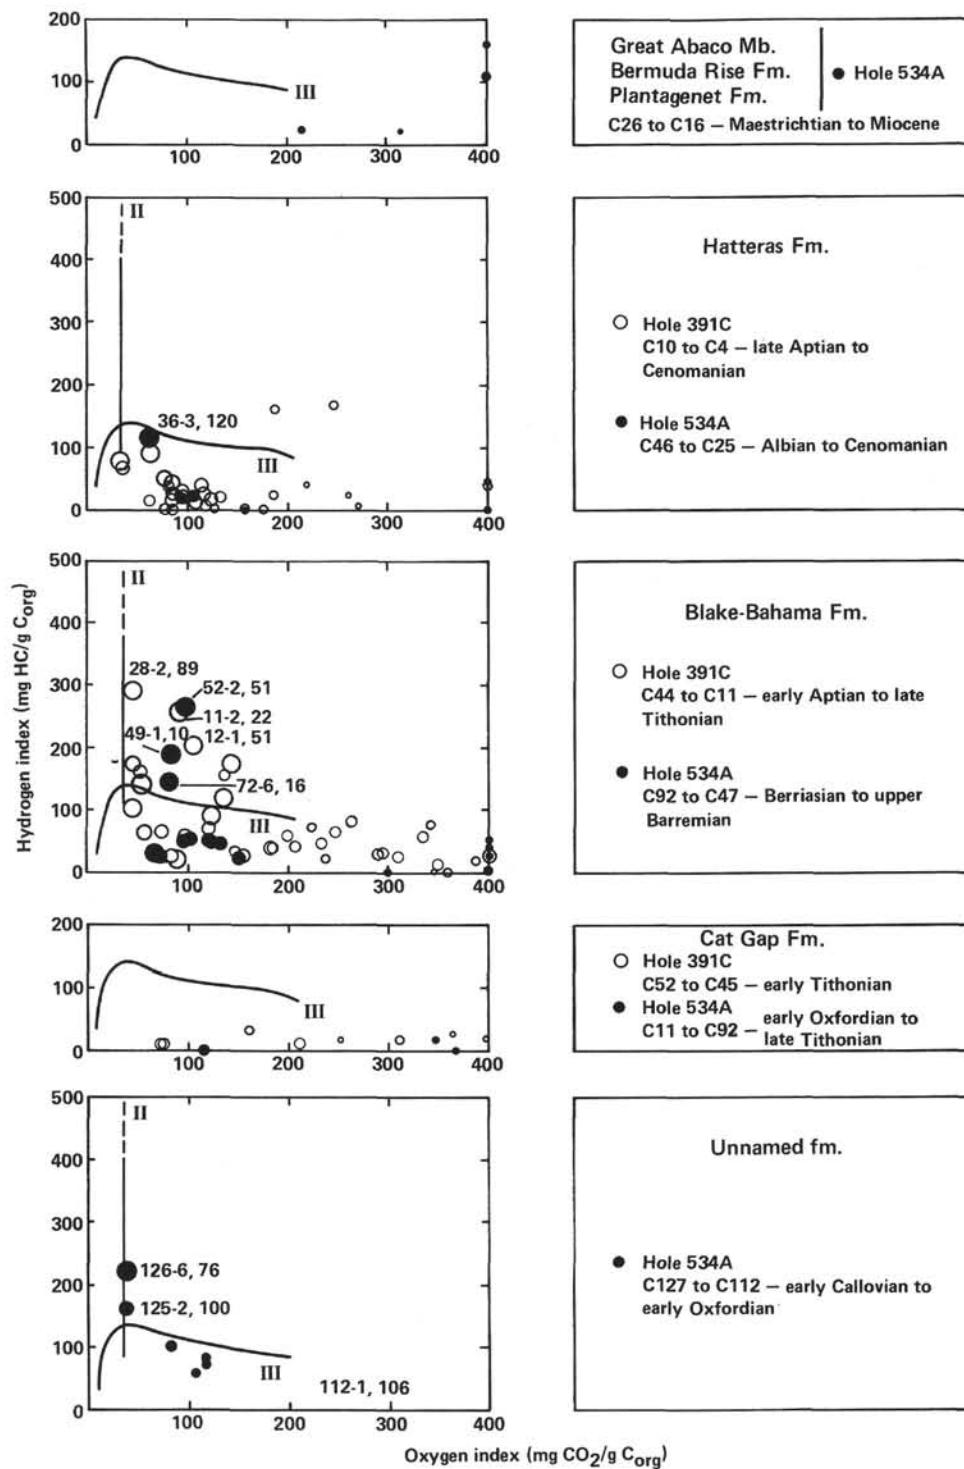 200
100
0
100
200
300
400
III
Great Abaco Mb.
Bermuda Rise Fm.
Plantagenet Fm.
● Hole 534A
C26 to C16 — Maestrichtian to Miocene
500
400
300
200
100
0
100
200
300
400
II
36-3, 120
III
Hatteras Fm.
○ Hole 391C
C10 to C4 — late Aptian to
Cenomanian
● Hole 534A
C46 to C25 — Albian to Cenomanian
Hydrogen index (mg HC/g Corg)
500
400
300
200
100
0
100
200
300
400
II
28-2, 89
52-2, 51
11-2, 22
49-1, 10
12-1, 51
72-6, 16
III
Blake-Bahama Fm.
○ Hole 391C
C44 to C11 — early Aptian to late
Tithonian
● Hole 534A
C92 to C47 — Berriasian to upper
Barremian
200
100
0
100
200
300
400
III
Cat Gap Fm.
○ Hole 391C
C52 to C45 — early Tithonian
● Hole 534A
C11 to C92 — early Oxfordian to
late Tithonian
500
400
300
200
100
0
100
200
300
400
II
126-6, 76
125-2, 100
III
112-1, 106
Unnamed fm.
● Hole 534A
C127 to C112 — early Callovian to
early Oxfordian
Oxygen index (mg CO2/g Corg)